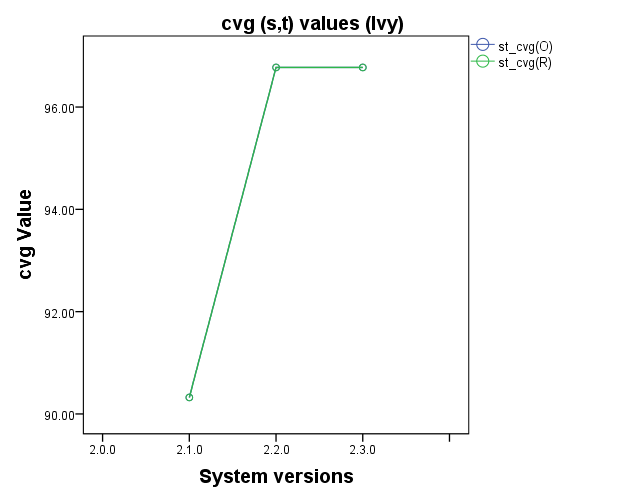 cvg (s,t) values (Ivy)
st_cvg(O)
st_cvg(R)
96.00
94.00
92.00
90.00
cvg Value
2.0.0 2.1.0 2.2.0 2.3.0
System versions